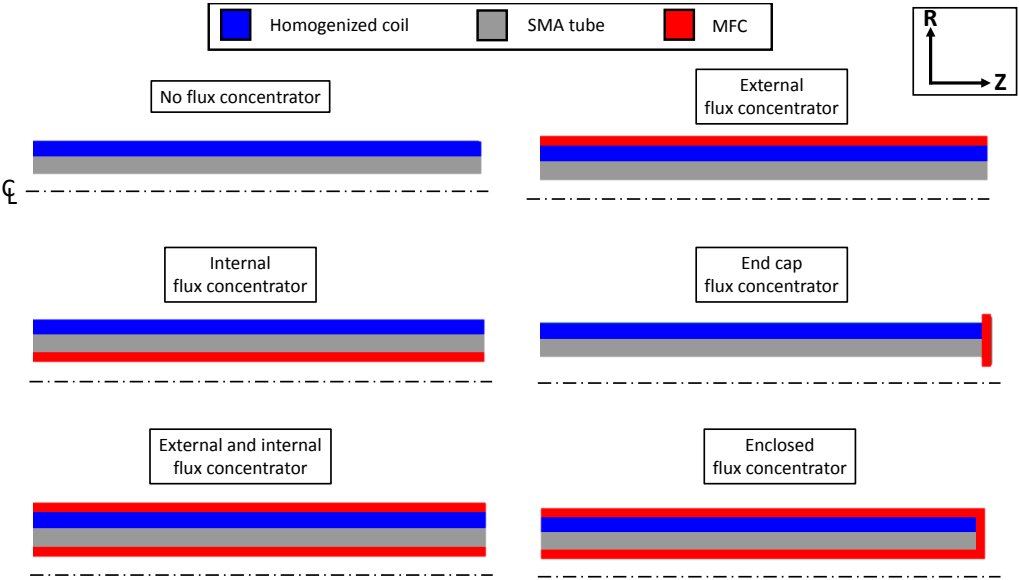 Homogenized coil
SMA tube
MFC
R
Z
No flux concentrator
External
flux concentrator
℄
Internal
flux concentrator
End cap
flux concentrator
External and internal
flux concentrator
Enclosed
flux concentrator